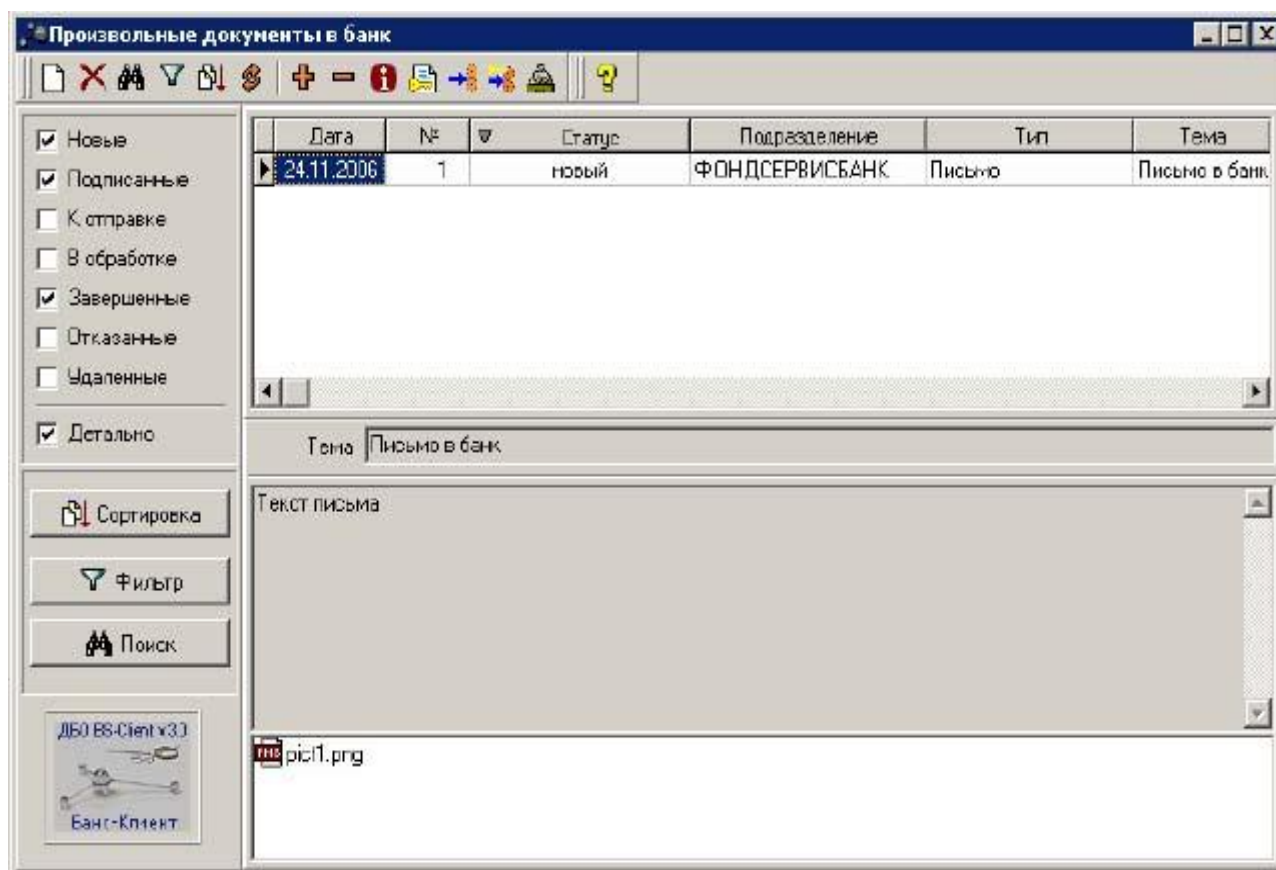 Произвольные документы в банк
Новые
Подписанные
К отправке
В обработке
Завершенные
Отказанные
Удаленные
Детально
Сортировка
Фильтр
Поиск
ДБО BS-Client v3.0
Банк-Клиент
Дата № Статус Подразделение Тип Тема
24.11.2006 1 новый ФОНДСЕРВИСБАНК Письмо Письмо в банк
Тема Письмо в банк
Текст письма
pict1.png